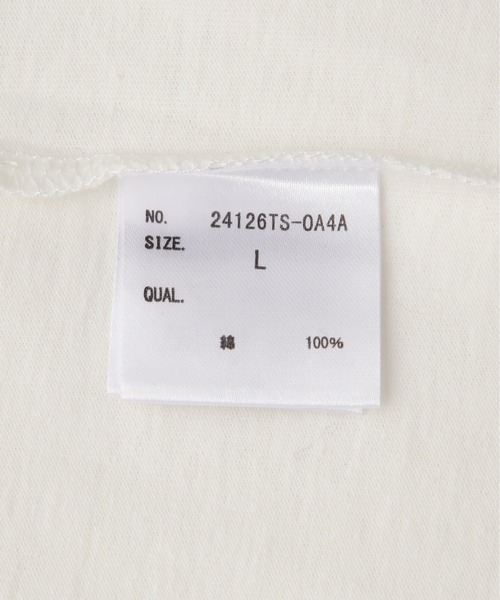 NO. 24126TS-0A4A
SIZE.
L
QUAL.
綿 100%